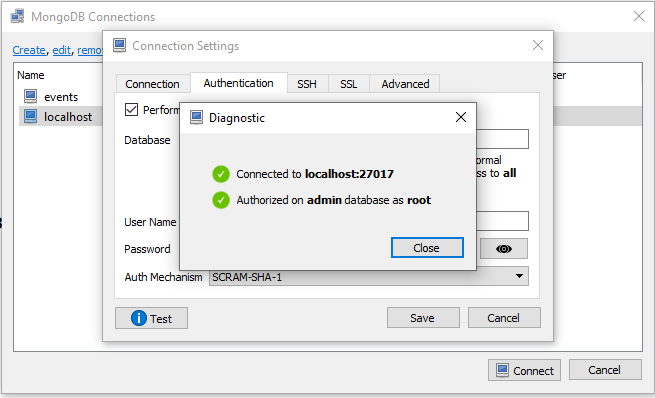 MongoDB Connections
Create, edit, remo
Name
events
localhost
Connection Settings
Connection Authentication SSH SSL Advanced
Perform
Database
ormal
ss to all
User Name
Password
Auth Mechanism SCRAM-SHA-1
Test Save Cancel
Diagnostic
Connected to localhost:27017
Authorized on admin database as root
Close
ser
Connect Cancel